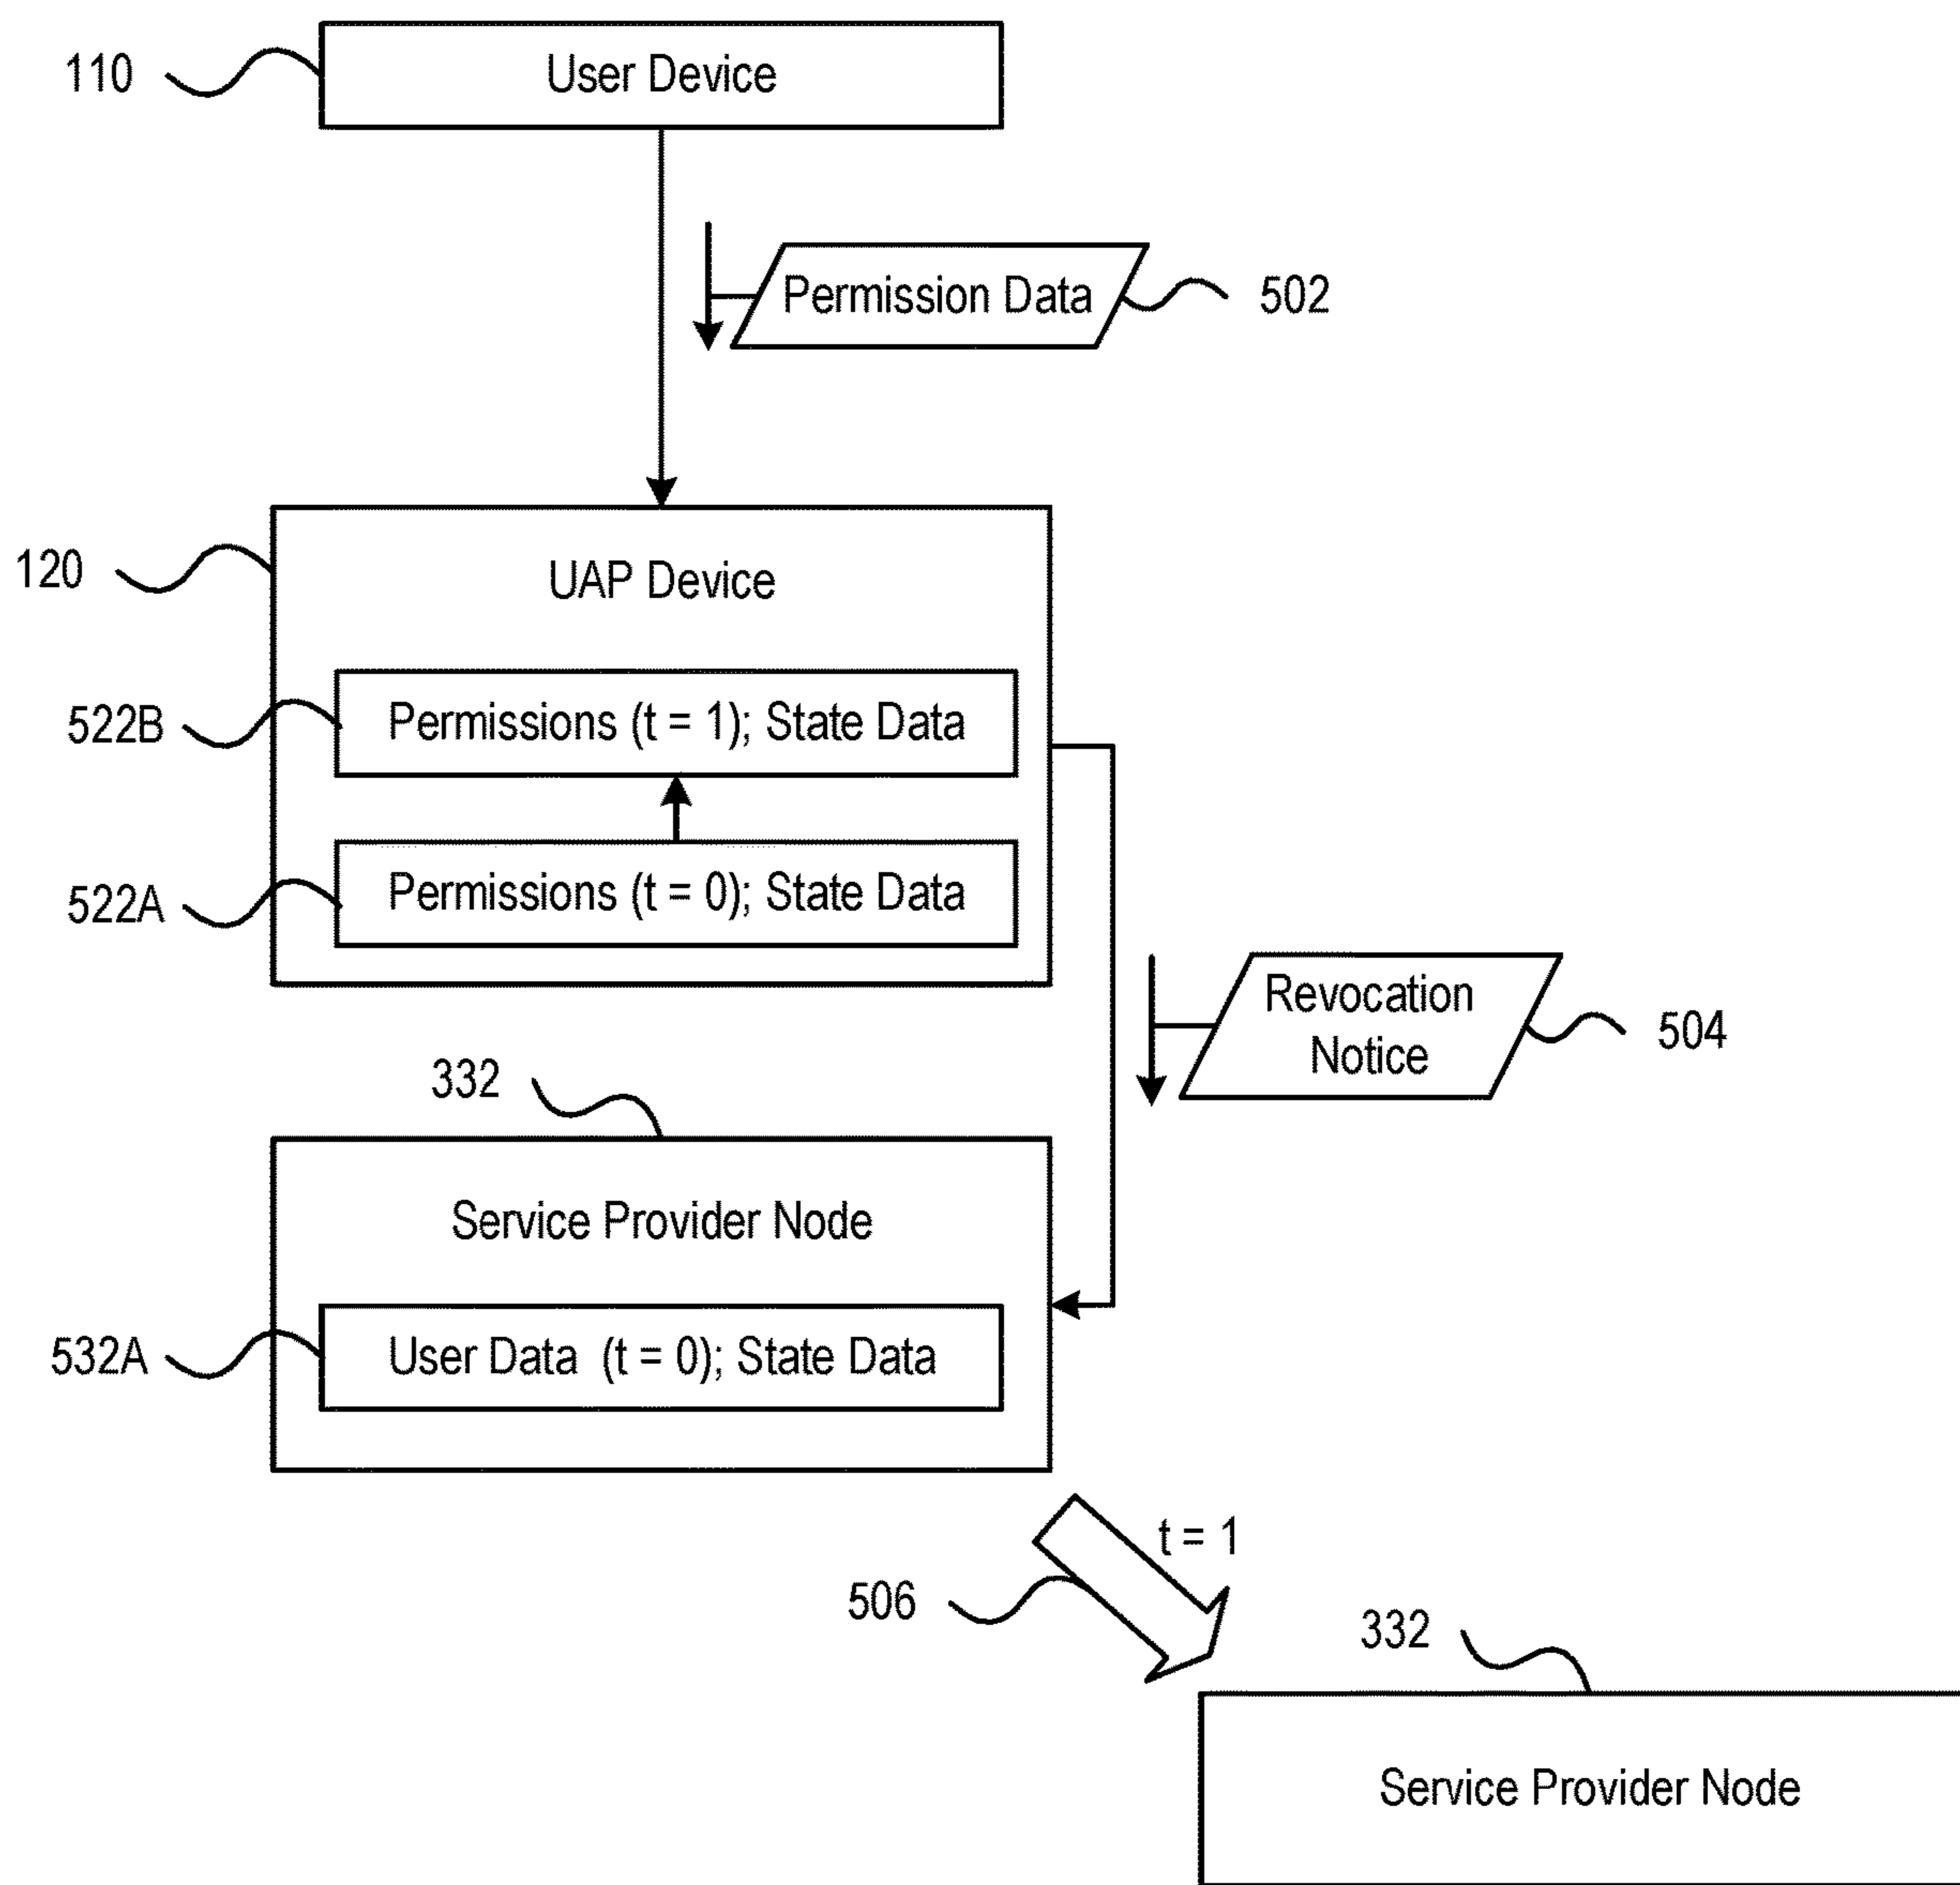 110
User Device
Permission Data
502
120
UAP Device
522B
Permissions (t = 1); State Data
522A
Permissions (t = 0); State Data
Revocation
Notice
504
332
Service Provider Node
532A
User Data (t = 0); State Data
t = 1
506
332
Service Provider Node